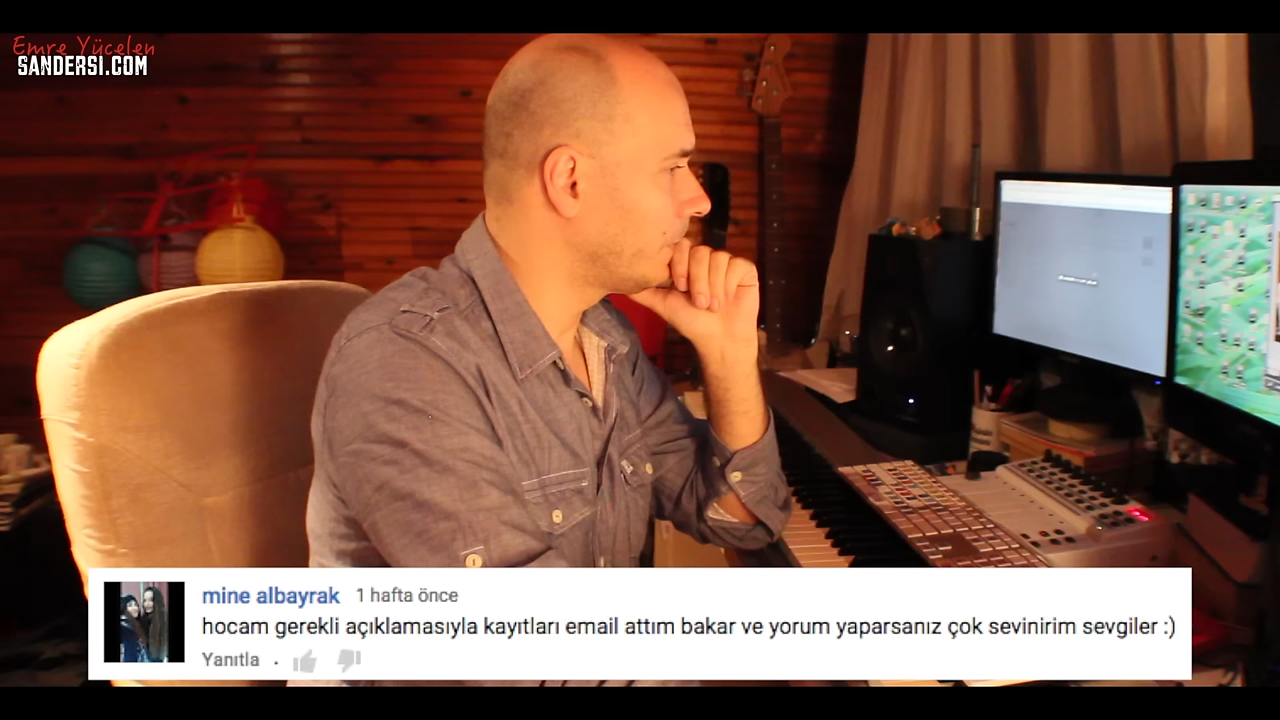 Emre Yücelen
SANDERSI.COM
mine albayrak 1 hafta önce
hocam gerekli açıklamasıyla kayıtları email attım bakar ve yorum yaparsanız çok sevinirim sevgiler :)
Yanıtla